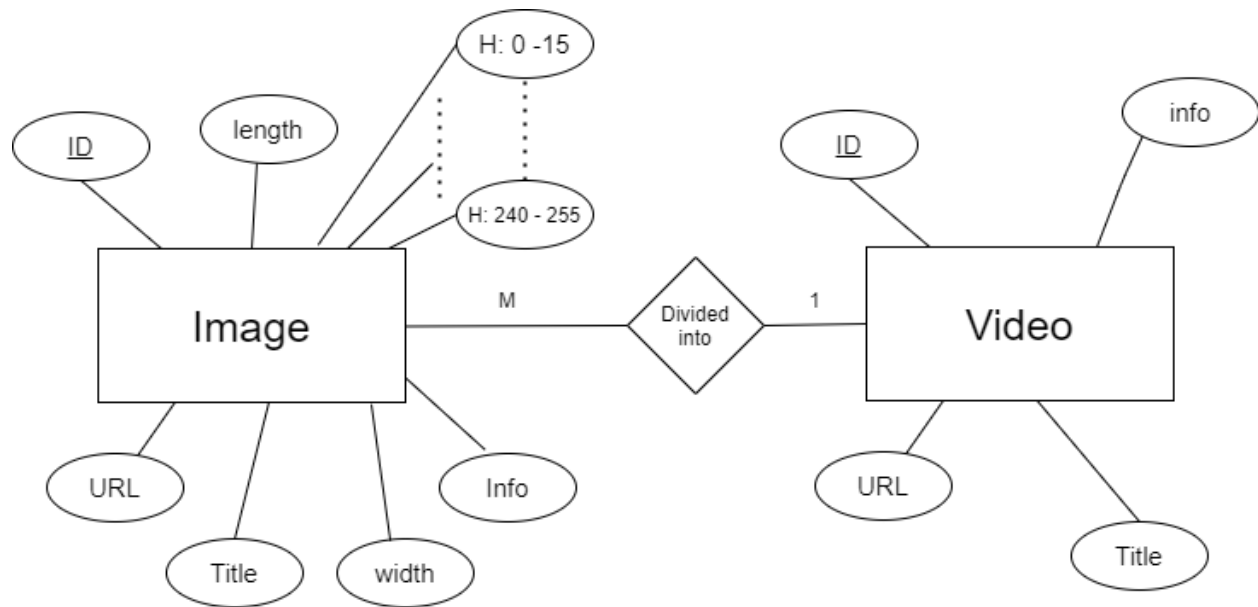 H: 0 -15
info
length
ID
ID
H: 240 - 255
M
1
Divided
into
Image
Video
URL
Info
URL
Title
width
Title